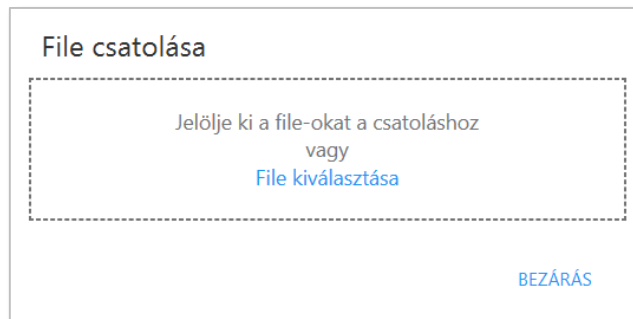 File csatolása
Jelölje ki a file-okat a csatoláshoz
vagy
File kiválasztása
BEZÁRÁS